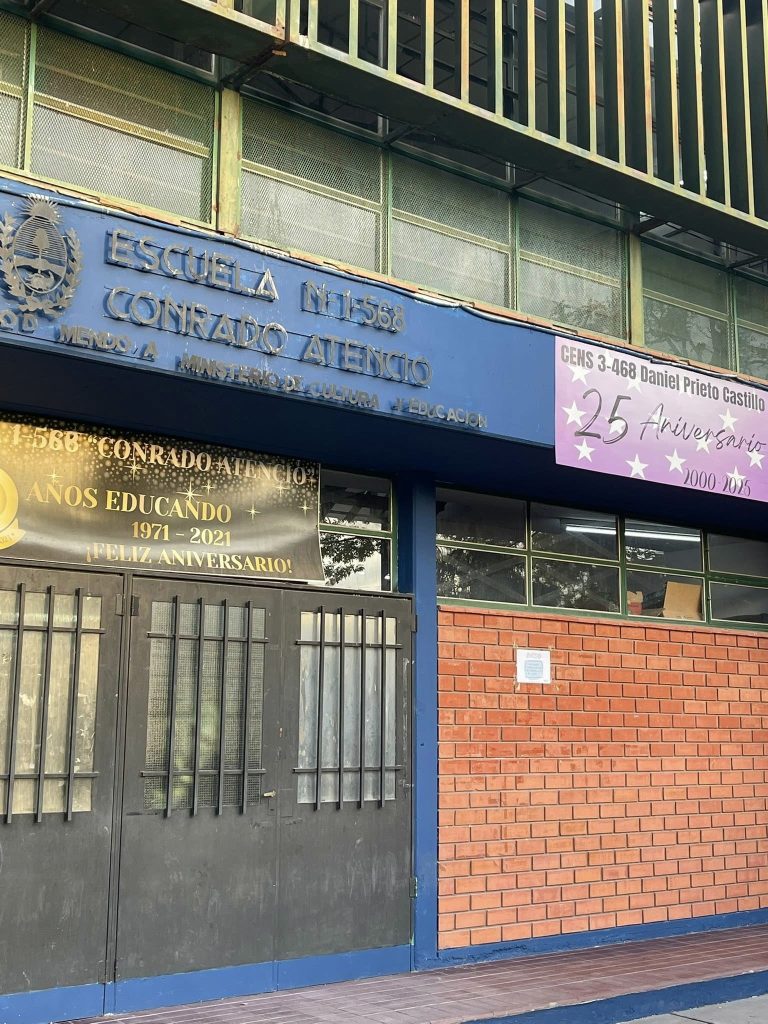 ESCUELA Nº 1-568
CONRADO ATENCIO
MENDO A MINISTERIO DE CULTURA Y EDUCACION
1-568 "CONRADO ATENCIO"
AÑOS EDUCANDO
1971 - 2021
¡FELIZ ANIVERSARIO!
CENS 3-468 Daniel Prieto Castillo
25 Aniversario
2000-2025